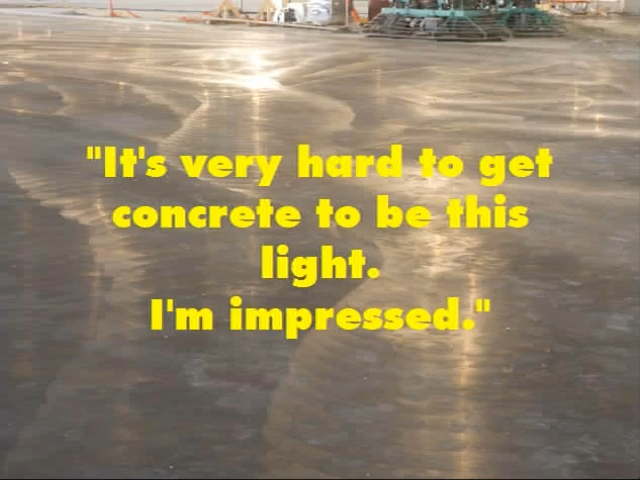 "It's very hard to get
concrete to be this
light.
I'm impressed."